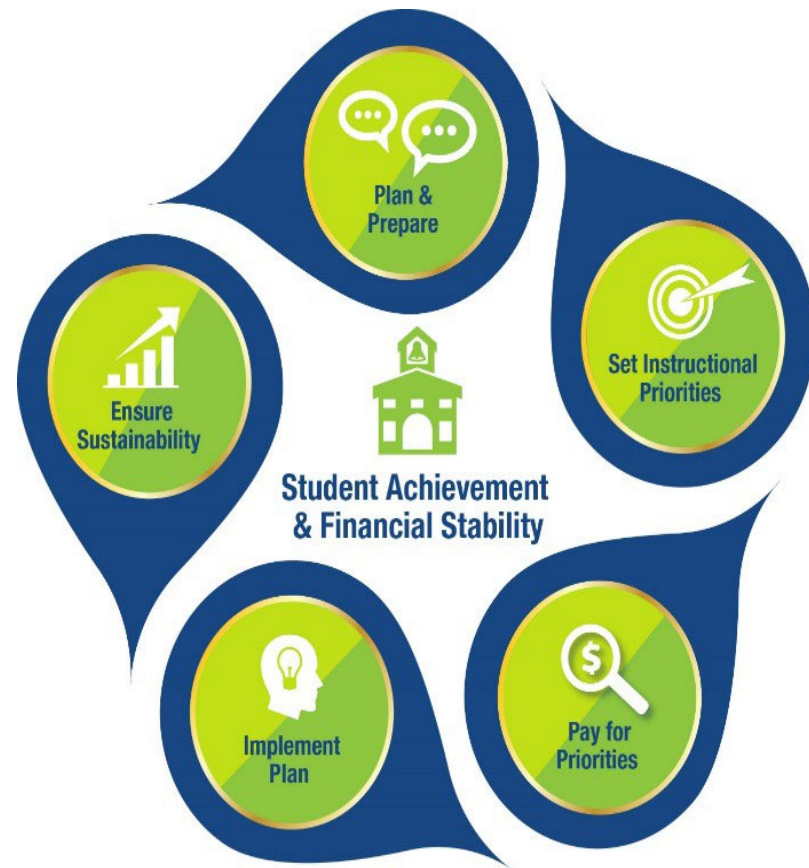 Plan &
Prepare
Set Instructional
Priorities
Pay for
Priorities
Implement
Plan
Ensure
Sustainability
Student Achievement
& Financial Stability
$